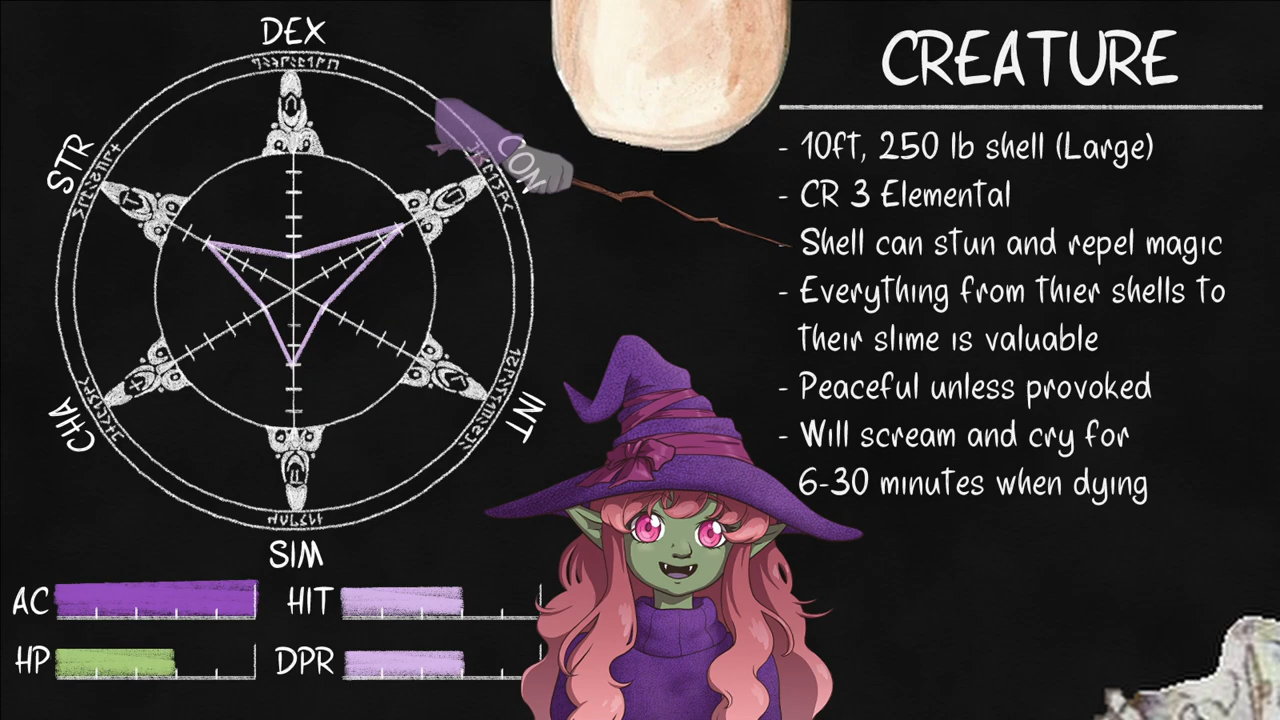 DEX
STR
CON
CHA
INT
SIM
AC
HIT
HP
DPR
CREATURE
- 10ft, 250 lb shell (Large)
- CR 3 Elemental
- Shell can stun and repel magic
- Everything from thier shells to
their slime is valuable
- Peaceful unless provoked
- Will scream and cry for
6-30 minutes when dying